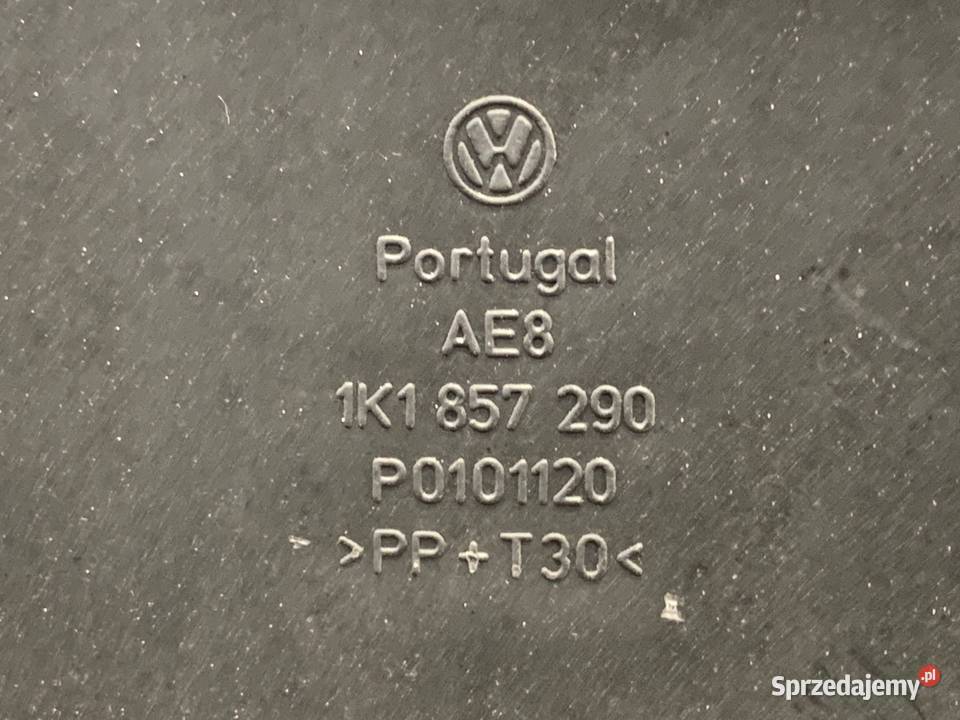 Portugal
AE8
1K1 857 290
P0101120
>PP+T30<
Sprzedajemy.pl